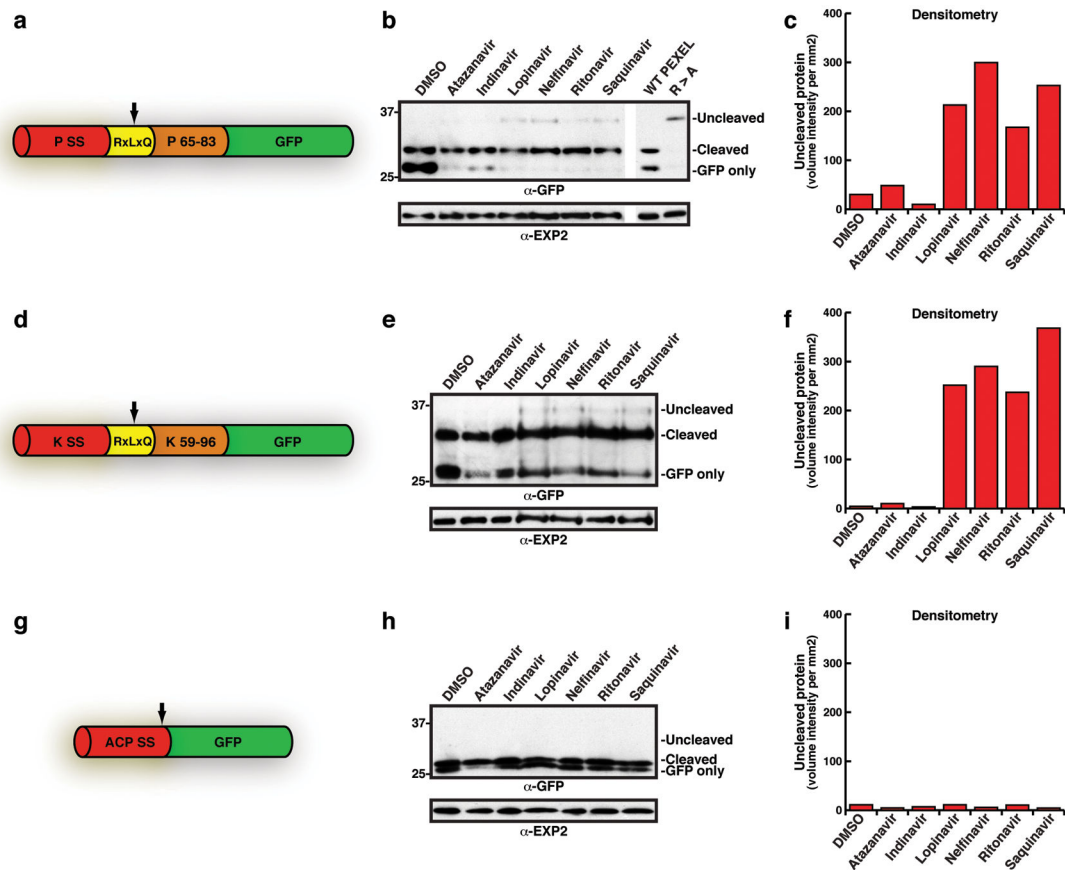 a
P SS
RxLxQ
P 65-83
GFP
b
DMSO
Atazanavir
Indinavir
Lopinavir
Nelfinavir
Ritonavir
Saquinavir
WT PEXEL
R > A
37-
25-
-Uncleaved
-Cleaved
-GFP only
α-GFP
α-EXP2
c
Densitometry
Uncleaved protein
(volume intensity per mm2)
400
300
200
100
0
DMSO
Atazanavir
Indinavir
Lopinavir
Nelfinavir
Ritonavir
Saquinavir
d
K SS
RxLxQ
K 59-96
GFP
e
DMSO
Atazanavir
Indinavir
Lopinavir
Nelfinavir
Ritonavir
Saquinavir
37-
25-
-Uncleaved
-Cleaved
-GFP only
α-GFP
α-EXP2
f
Densitometry
Uncleaved protein
(volume intensity per mm2)
400
300
200
100
0
DMSO
Atazanavir
Indinavir
Lopinavir
Nelfinavir
Ritonavir
Saquinavir
g
ACP SS
GFP
h
DMSO
Atazanavir
Indinavir
Lopinavir
Nelfinavir
Ritonavir
Saquinavir
37-
25-
-Uncleaved
-Cleaved
-GFP only
α-GFP
α-EXP2
i
Densitometry
Uncleaved protein
(volume intensity per mm2)
400
300
200
100
0
DMSO
Atazanavir
Indinavir
Lopinavir
Nelfinavir
Ritonavir
Saquinavir